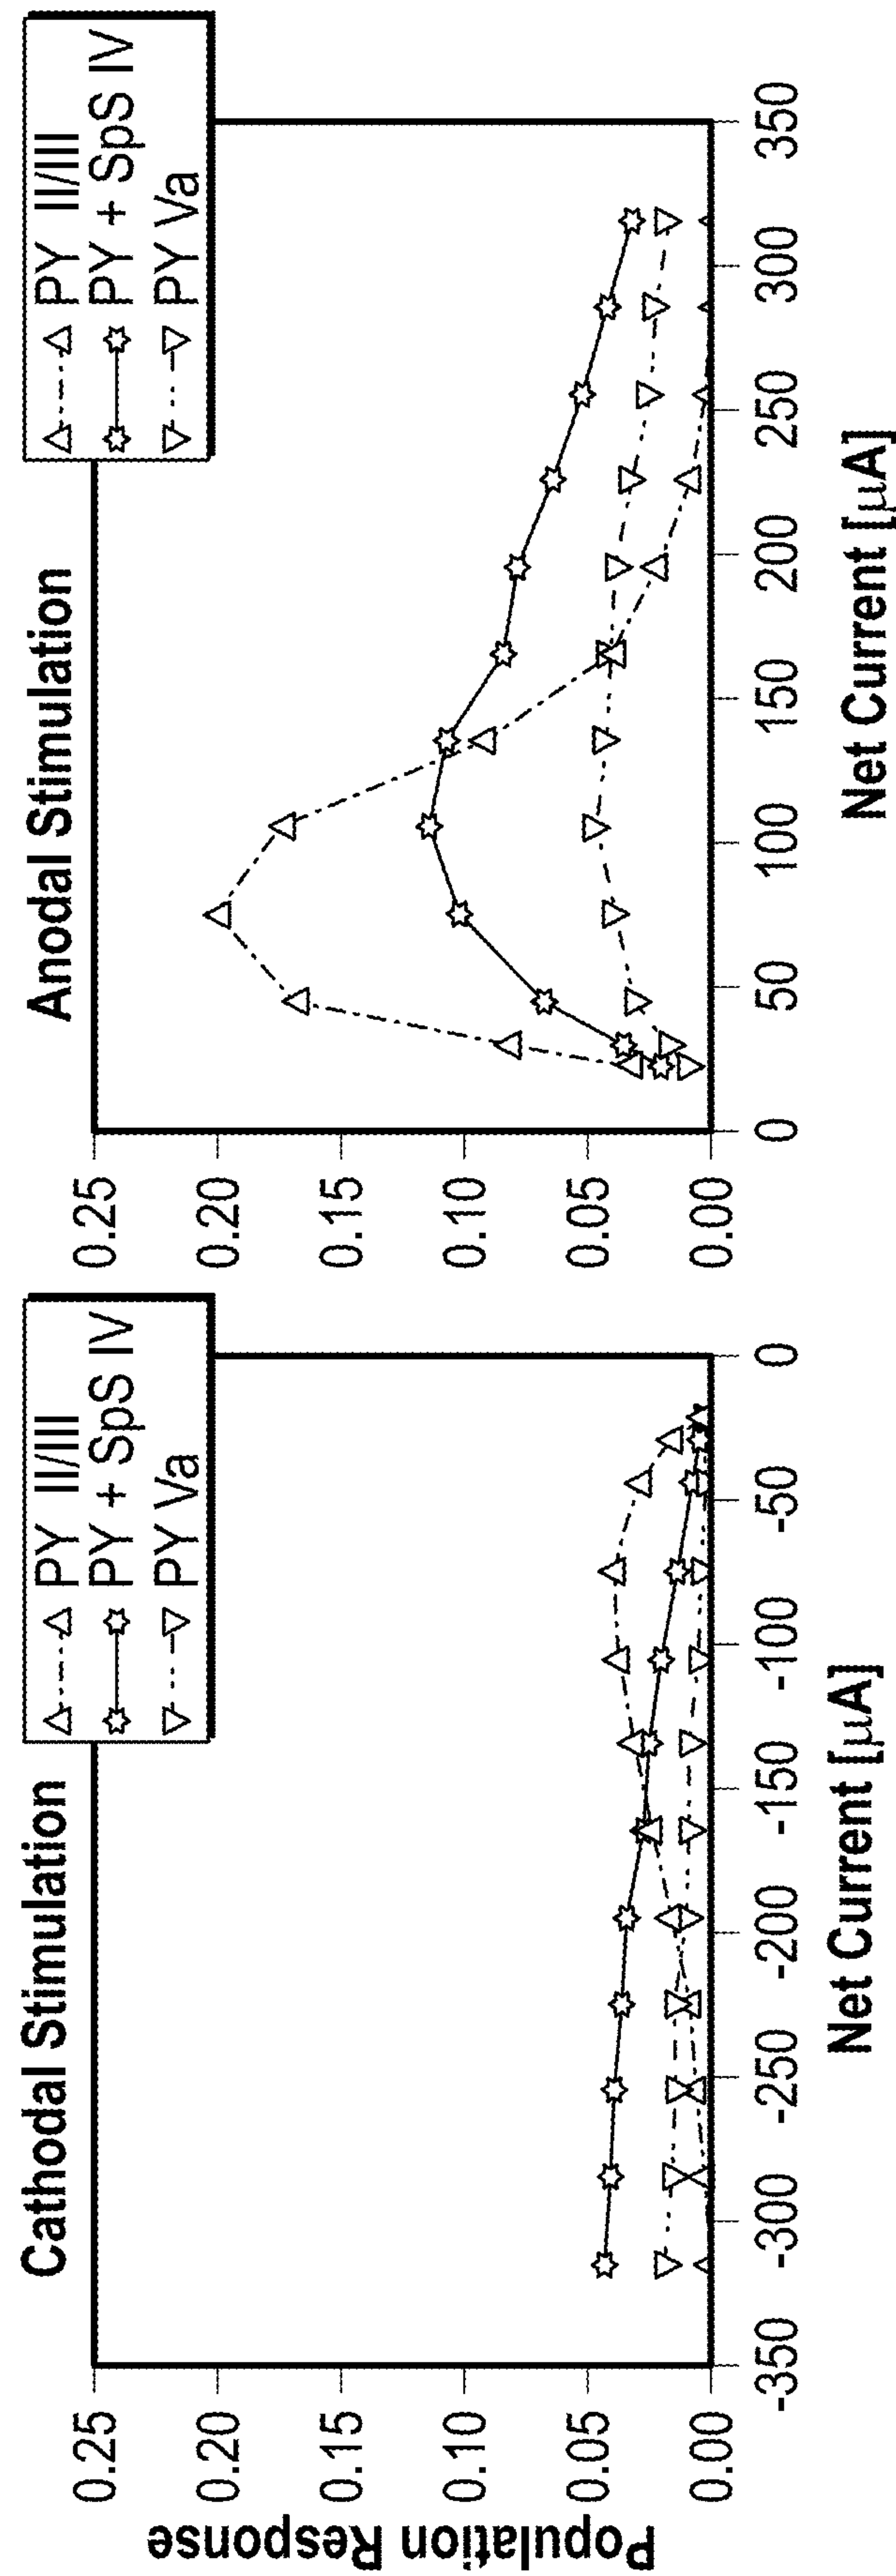 Cathodal Stimulation
PY II/III
PY + SpS IV
PY Va
Population Response
0.25
0.20
0.15
0.10
0.05
0.00
-350
-300
-250
-200
-150
-100
-50
0
Net Current [µA]
Anodal Stimulation
PY II/III
PY + SpS IV
PY Va
0.25
0.20
0.15
0.10
0.05
0.00
0
50
100
150
200
250
300
350
Net Current [µA]